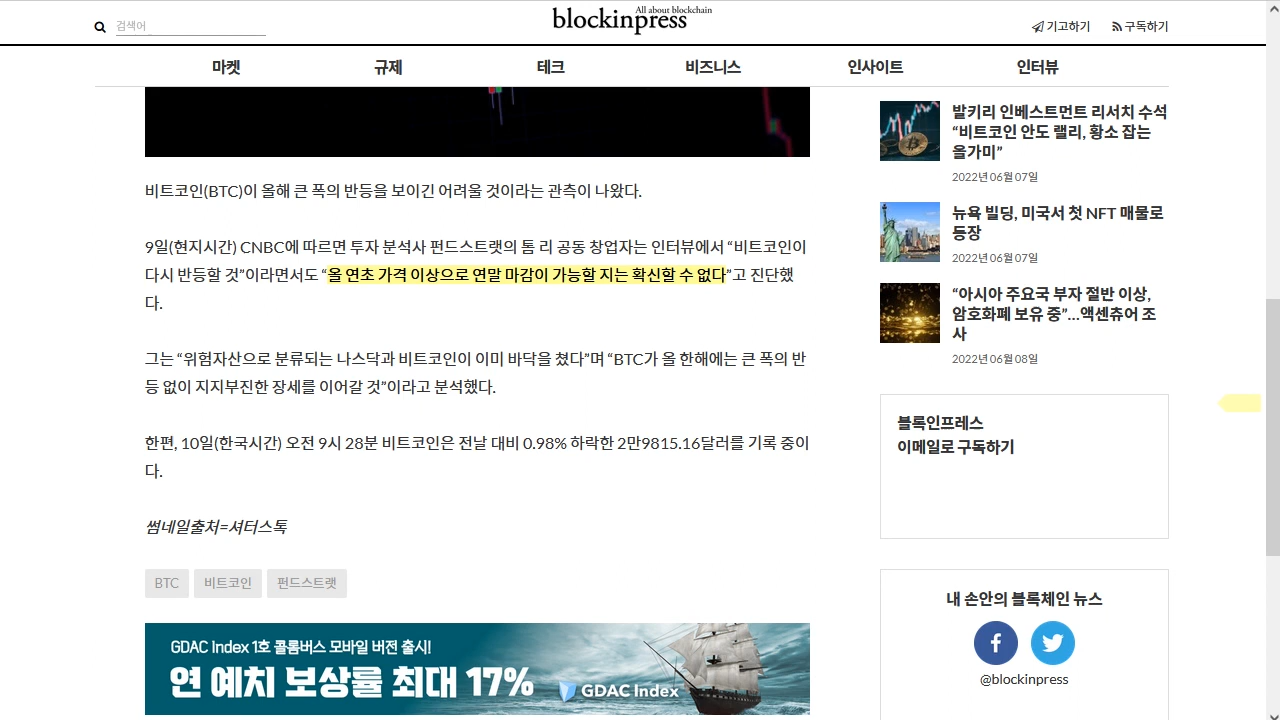 검색어
All about blockchain
blockinpress
기고하기
구독하기
마켓
규제
테크
비즈니스
인사이트
인터뷰
비트코인(BTC)이 올해 큰 폭의 반등을 보이긴 어려울 것이라는 관측이 나왔다.
9일(현지시간) CNBC에 따르면 투자 분석사 펀드스트랫의 톰 리 공동 창업자는 인터뷰에서 “비트코인이
다시 반등할 것”이라면서도 “올 연초 가격 이상으로 연말 마감이 가능할 지는 확신할 수 없다”고 진단했
다.
그는 “위험자산으로 분류되는 나스닥과 비트코인이 이미 바닥을 쳤다”며 “BTC가 올 한해에는 큰 폭의 반
등 없이 지지부진한 장세를 이어갈 것”이라고 분석했다.
한편, 10일(한국시간) 오전 9시 28분 비트코인은 전날 대비 0.98% 하락한 2만9815.16달러를 기록 중이
다.
썸네일출처=셔터스톡
BTC
비트코인
펀드스트랫
GDAC Index 1호 콜롬버스 모바일 버전 출시!
연 예치 보상률 최대 17%
GDAC Index
발키리 인베스트먼트 리서치 수석
“비트코인 안도 랠리, 황소 잡는
올가미”
2022년 06월 07일
뉴욕 빌딩, 미국서 첫 NFT 매물로
등장
2022년 06월 07일
“아시아 주요국 부자 절반 이상,
암호화폐 보유 중”...액센츄어 조
사
2022년 06월 08일
블록인프레스
이메일로 구독하기
내 손안의 블록체인 뉴스
@blockinpress